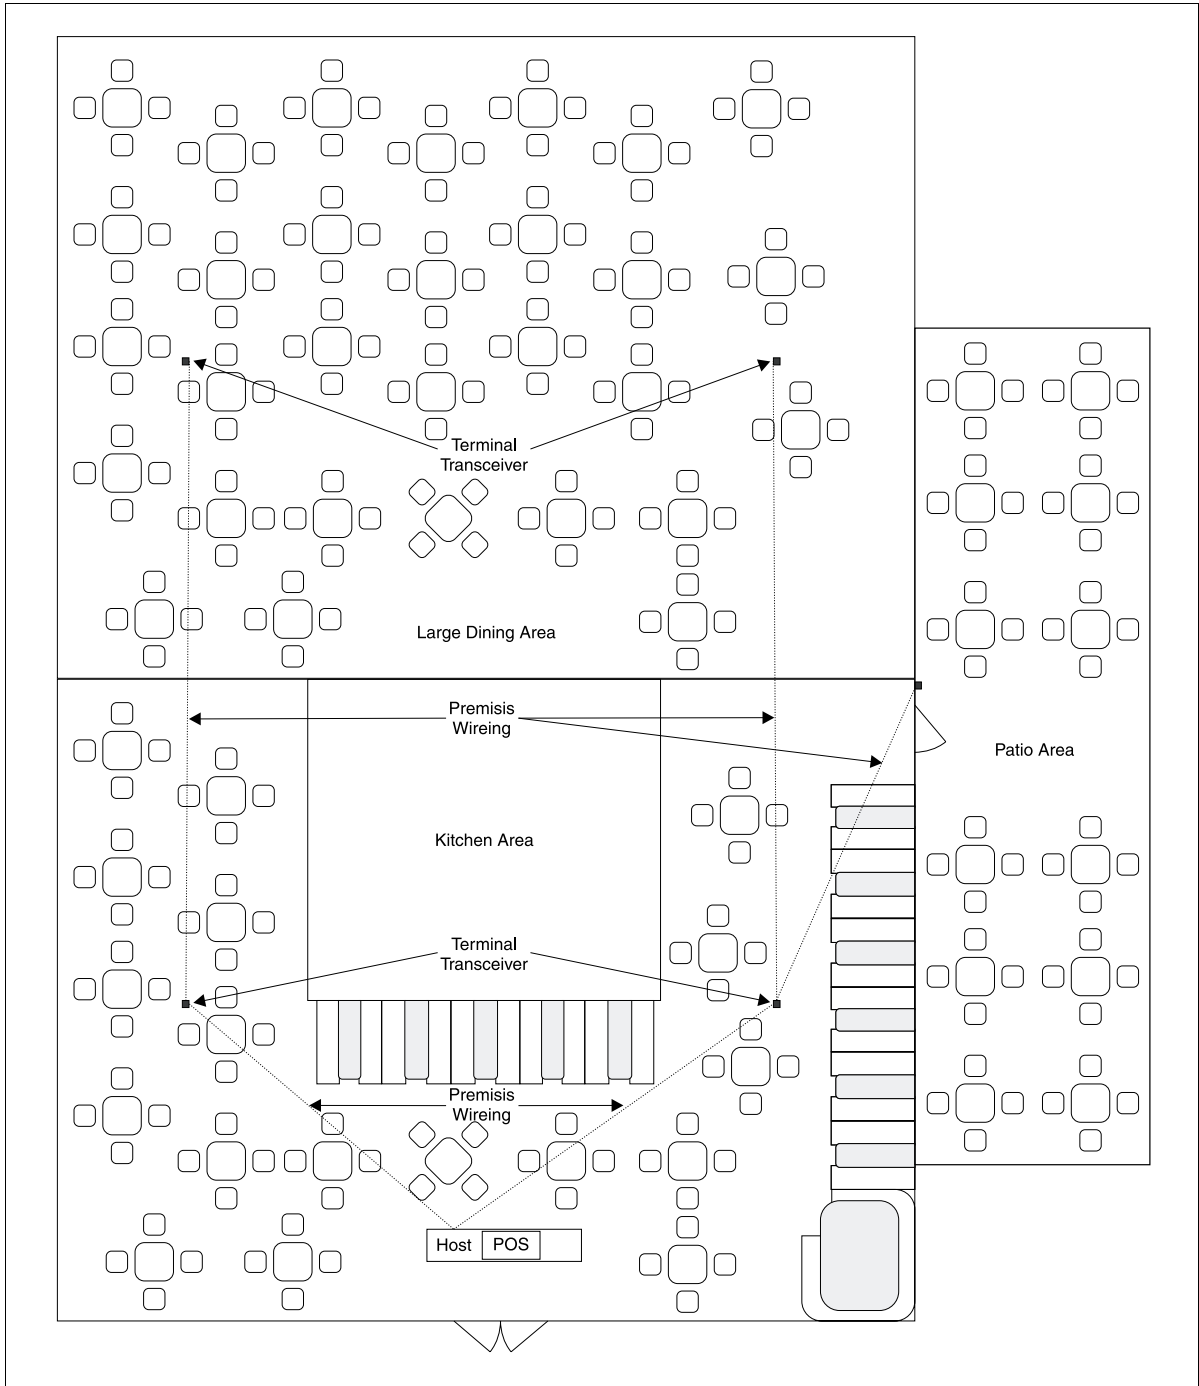 Terminal
Transceiver
Large Dining Area
Premisis
Wireing
Patio Area
Kitchen Area
Terminal
Transceiver
Premisis
Wireing
Host
POS